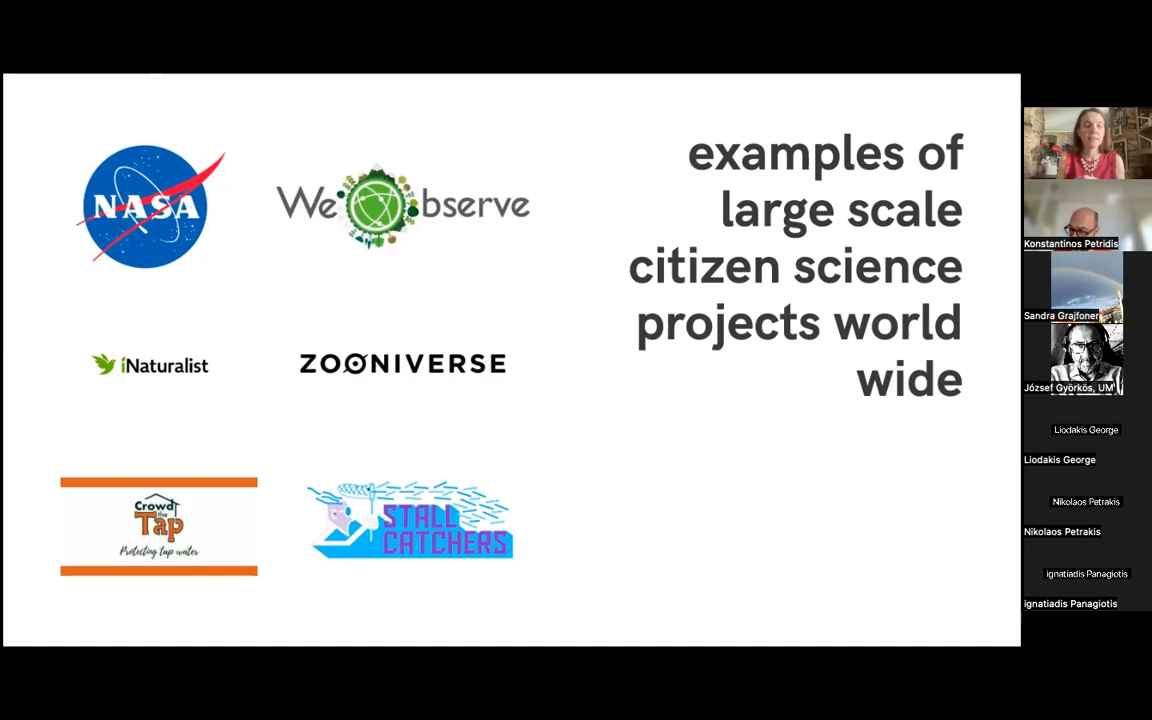 NASA
We bserve
examples of
large scale
citizen science
projects world
wide
iNaturalist
ZOONIVERSE
Crowd
the
Tap
Protecting tap water
STALL
CATCHERS
Konstantinos Petridis
Sandra Grajfoner
József Györkös, UM
Liodakis George
Liodakis George
Nikolaos Petrakis
Nikolaos Petrakis
ignatiadis Panagiotis
ignatiadis Panagiotis